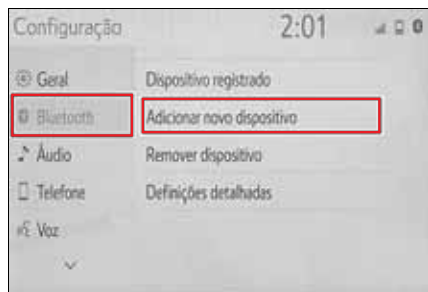 Configuração 2:01
Geral Dispositivo registrado
Bluetooth Adicionar novo dispositivo
Áudio Remover dispositivo
Telefone Definições detalhadas
Voz